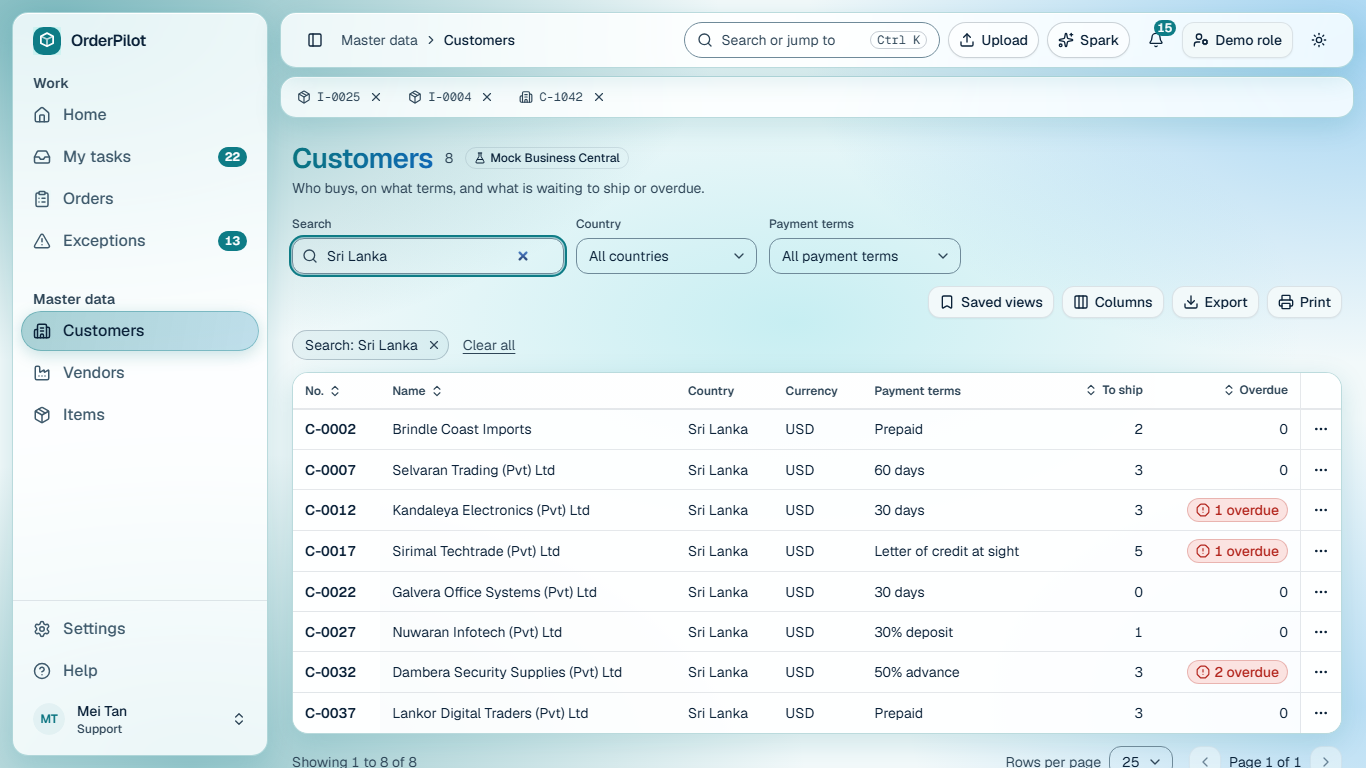 OrderPilot
Work
Home
My tasks 22
Orders
Exceptions 13
Master data
Customers
Vendors
Items
Settings
Help
MT Mei Tan
Support
Master data > Customers
Search or jump to Ctrl K
Upload
Spark
15
Demo role
I-0025
I-0004
C-1042
Customers 8 Mock Business Central
Who buys, on what terms, and what is waiting to ship or overdue.
Search Country Payment terms
Sri Lanka All countries All payment terms
Saved views Columns Export Print
Search: Sri Lanka Clear all
No. Name Country Currency Payment terms To ship Overdue
C-0002 Brindle Coast Imports Sri Lanka USD Prepaid 2 0
C-0007 Selvaran Trading (Pvt) Ltd Sri Lanka USD 60 days 3 0
C-0012 Kandaleya Electronics (Pvt) Ltd Sri Lanka USD 30 days 3 1 overdue
C-0017 Sirimal Techtrade (Pvt) Ltd Sri Lanka USD Letter of credit at sight 5 1 overdue
C-0022 Galvera Office Systems (Pvt) Ltd Sri Lanka USD 30 days 0 0
C-0027 Nuwaran Infotech (Pvt) Ltd Sri Lanka USD 30% deposit 1 0
C-0032 Dambera Security Supplies (Pvt) Ltd Sri Lanka USD 50% advance 3 2 overdue
C-0037 Lankor Digital Traders (Pvt) Ltd Sri Lanka USD Prepaid 3 0
Showing 1 to 8 of 8 Rows per page 25 Page 1 of 1